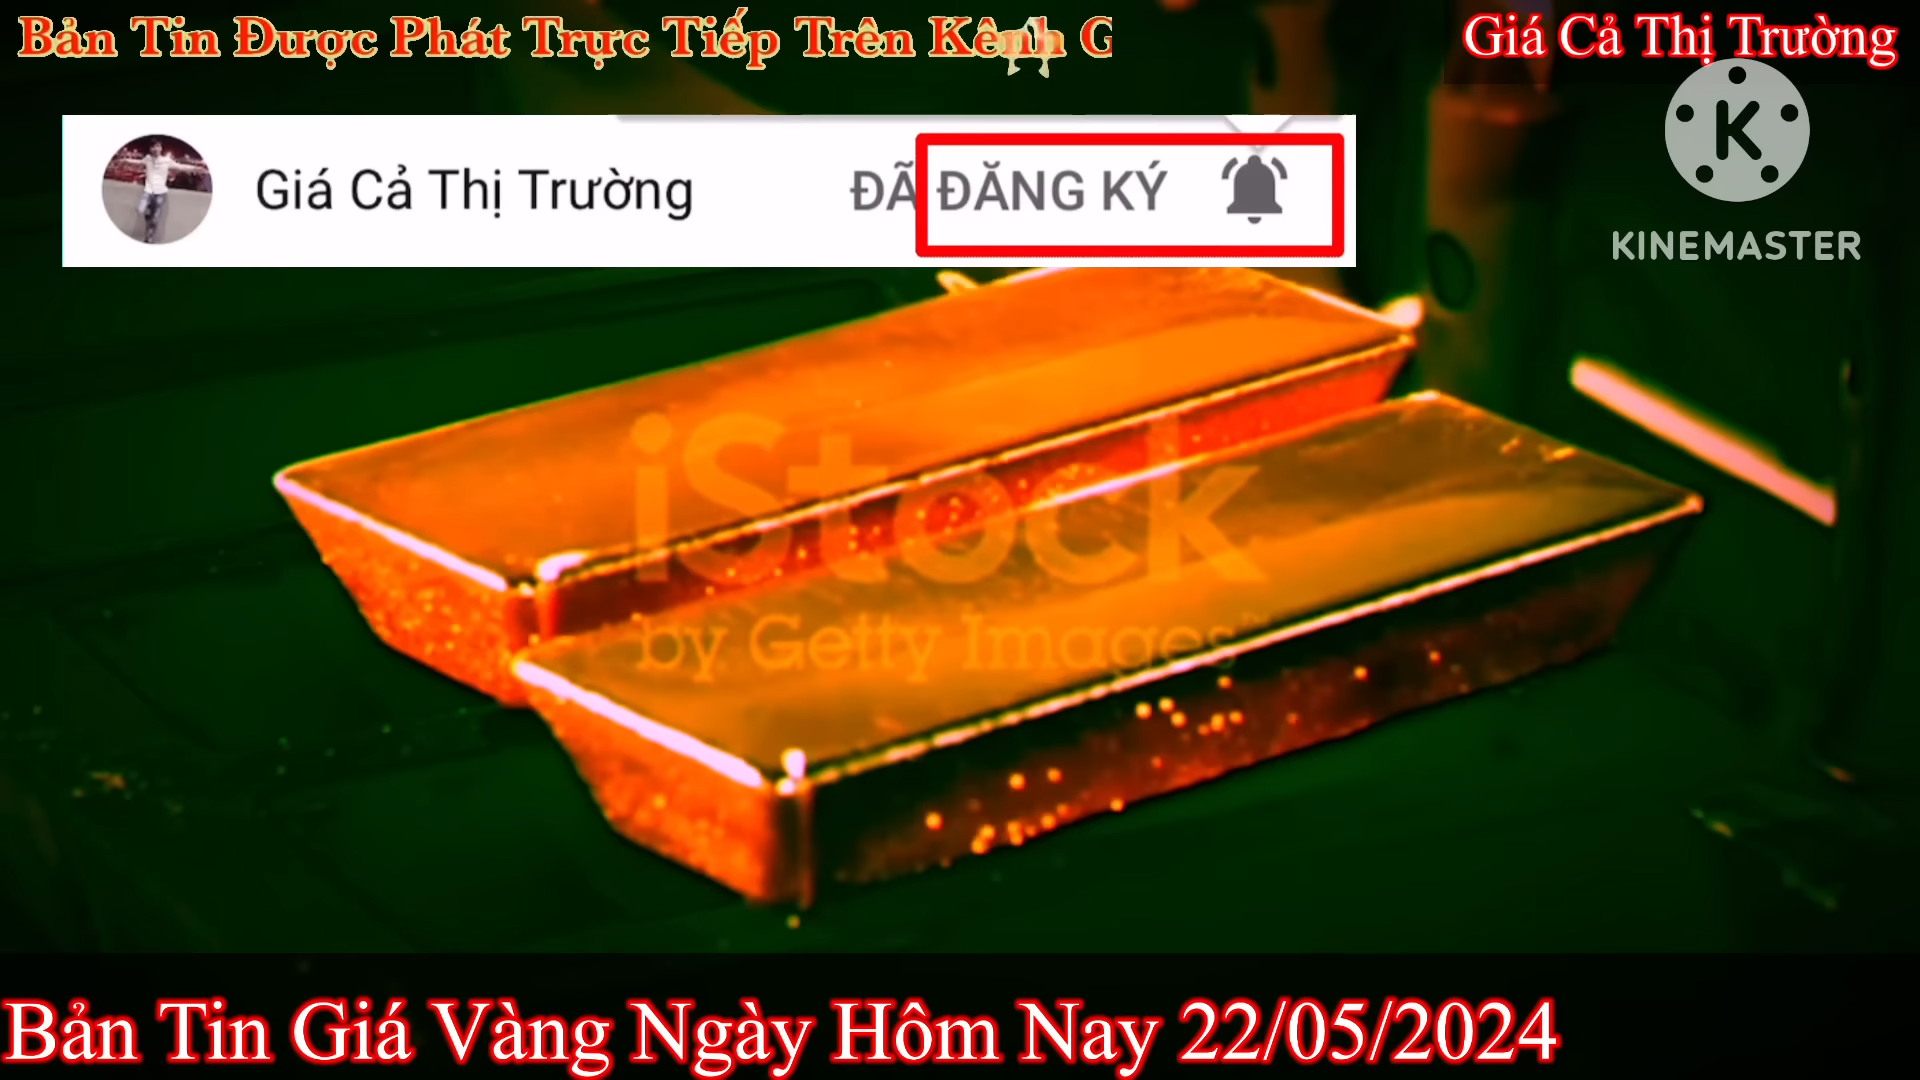 Bản Tin Được Phát Trực Tiếp Trên Kênh G
Giá Cả Thị Trường
Giá Cả Thị Trường
ĐÃ ĐĂNG KÝ
K
KINEMASTER
iStock
by Getty Images™
Bản Tin Giá Vàng Ngày Hôm Nay 22/05/2024